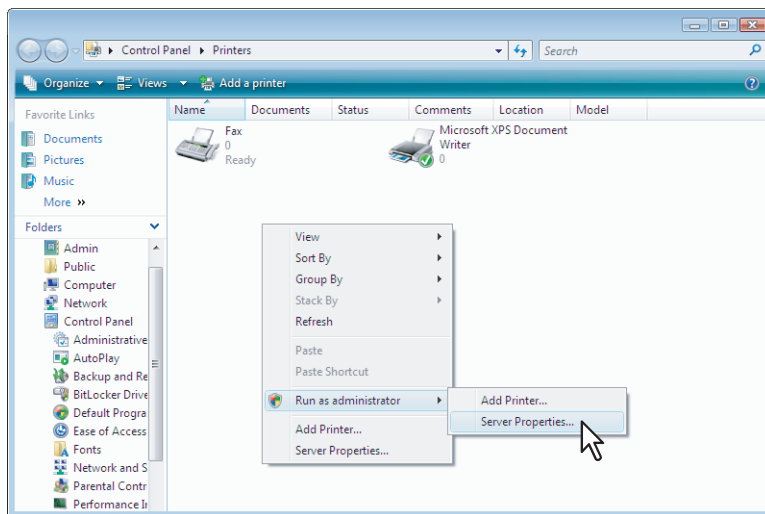 Control Panel Printers
Search
Organize Views Add a printer
Favorite Links
Documents
Pictures
Music
More
Folders
Admin
Public
Computer
Network
Control Panel
Administrative
AutoPlay
Backup and Re
BitLocker Drive
Default Progra
Ease of Access
Fonts
Network and S
Parental Contr
Performance Ir
Name Documents Status Comments Location Model
Fax
0
Ready
Microsoft XPS Document
Writer
0
View
Sort By
Group By
Stack By
Refresh
Paste
Paste Shortcut
Run as administrator
Add Printer...
Server Properties...
Add Printer...
Server Properties...